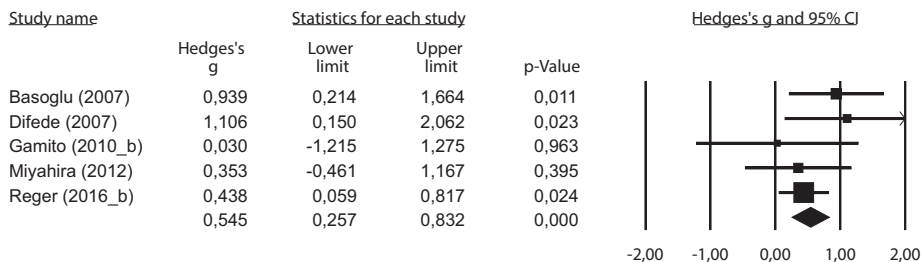 Study name Statistics for each study Hedges's g and 95% CI
Hedges's g Lower limit Upper limit p-Value
Basoglu (2007) 0,939 0,214 1,664 0,011
Difede (2007) 1,106 0,150 2,062 0,023
Gamito (2010_b) 0,030 -1,215 1,275 0,963
Miyahira (2012) 0,353 -0,461 1,167 0,395
Reger (2016_b) 0,438 0,059 0,817 0,024
0,545 0,257 0,832 0,000
-2,00 -1,00 0,00 1,00 2,00